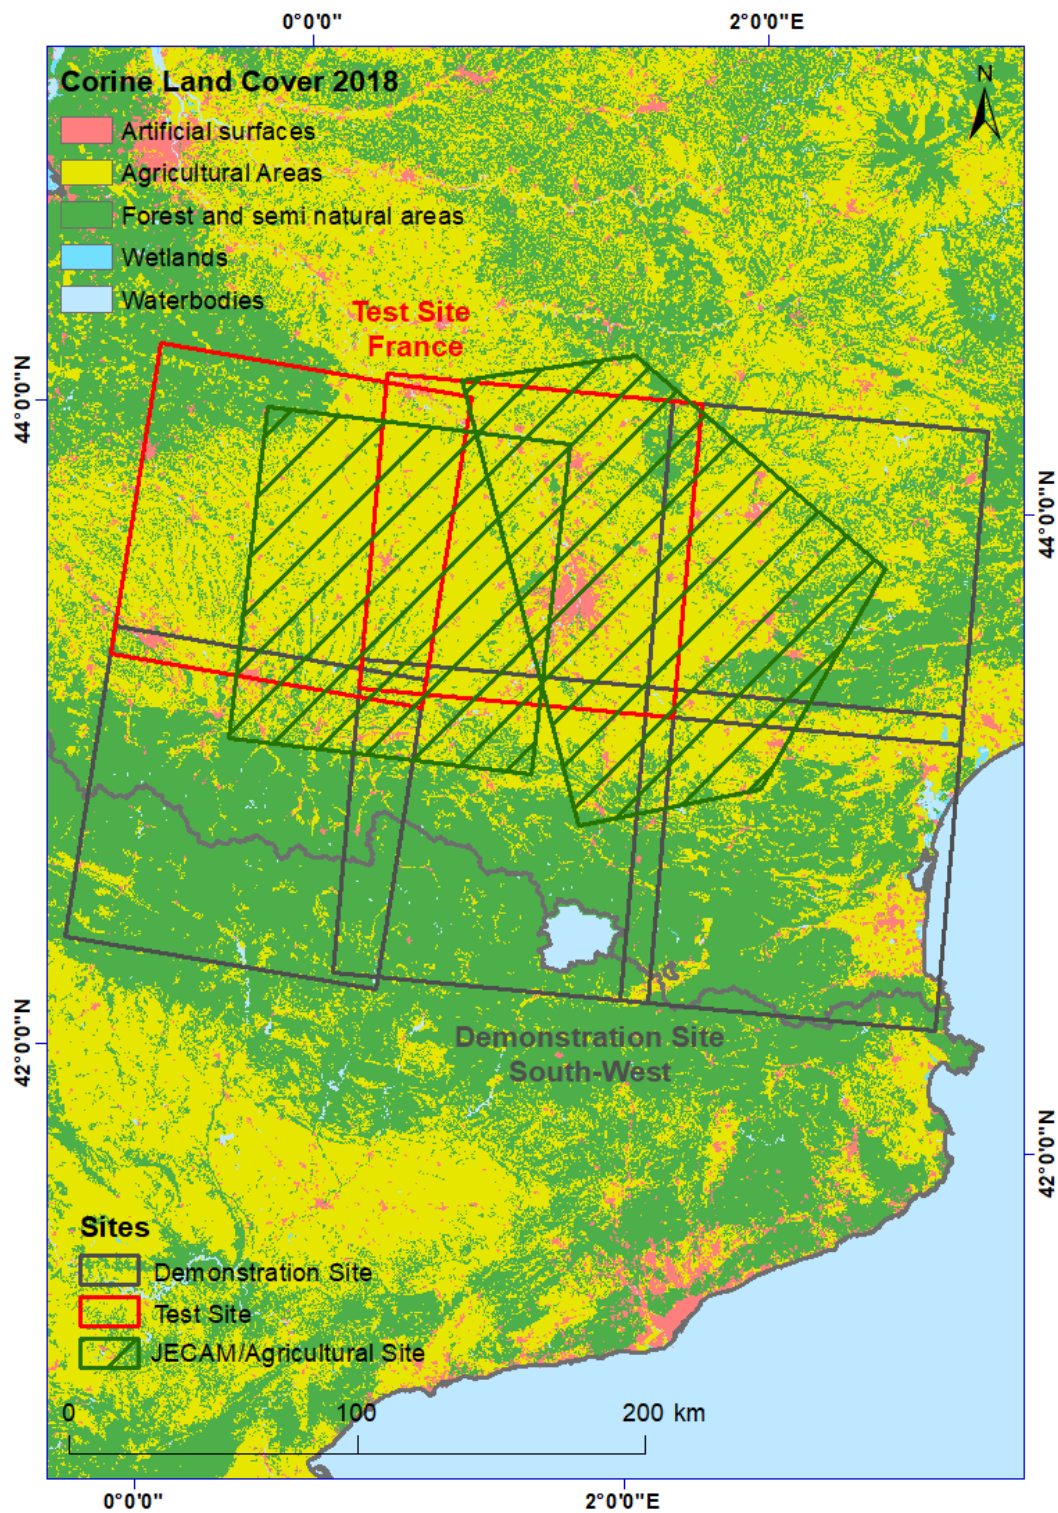 0°0'0"
2°0'0"E
Corine Land Cover 2018
N
Artificial surfaces
Agricultural Areas
Forest and semi natural areas
Wetlands
Waterbodies
Test Site
France
44°0'0"N
44°0'0"N
42°0'0"N
Demonstration Site
South-West
42°0'0"N
Sites
Demonstration Site
Test Site
JECAM/Agricultural Site
0
100
200 km
0°0'0"
2°0'0"E